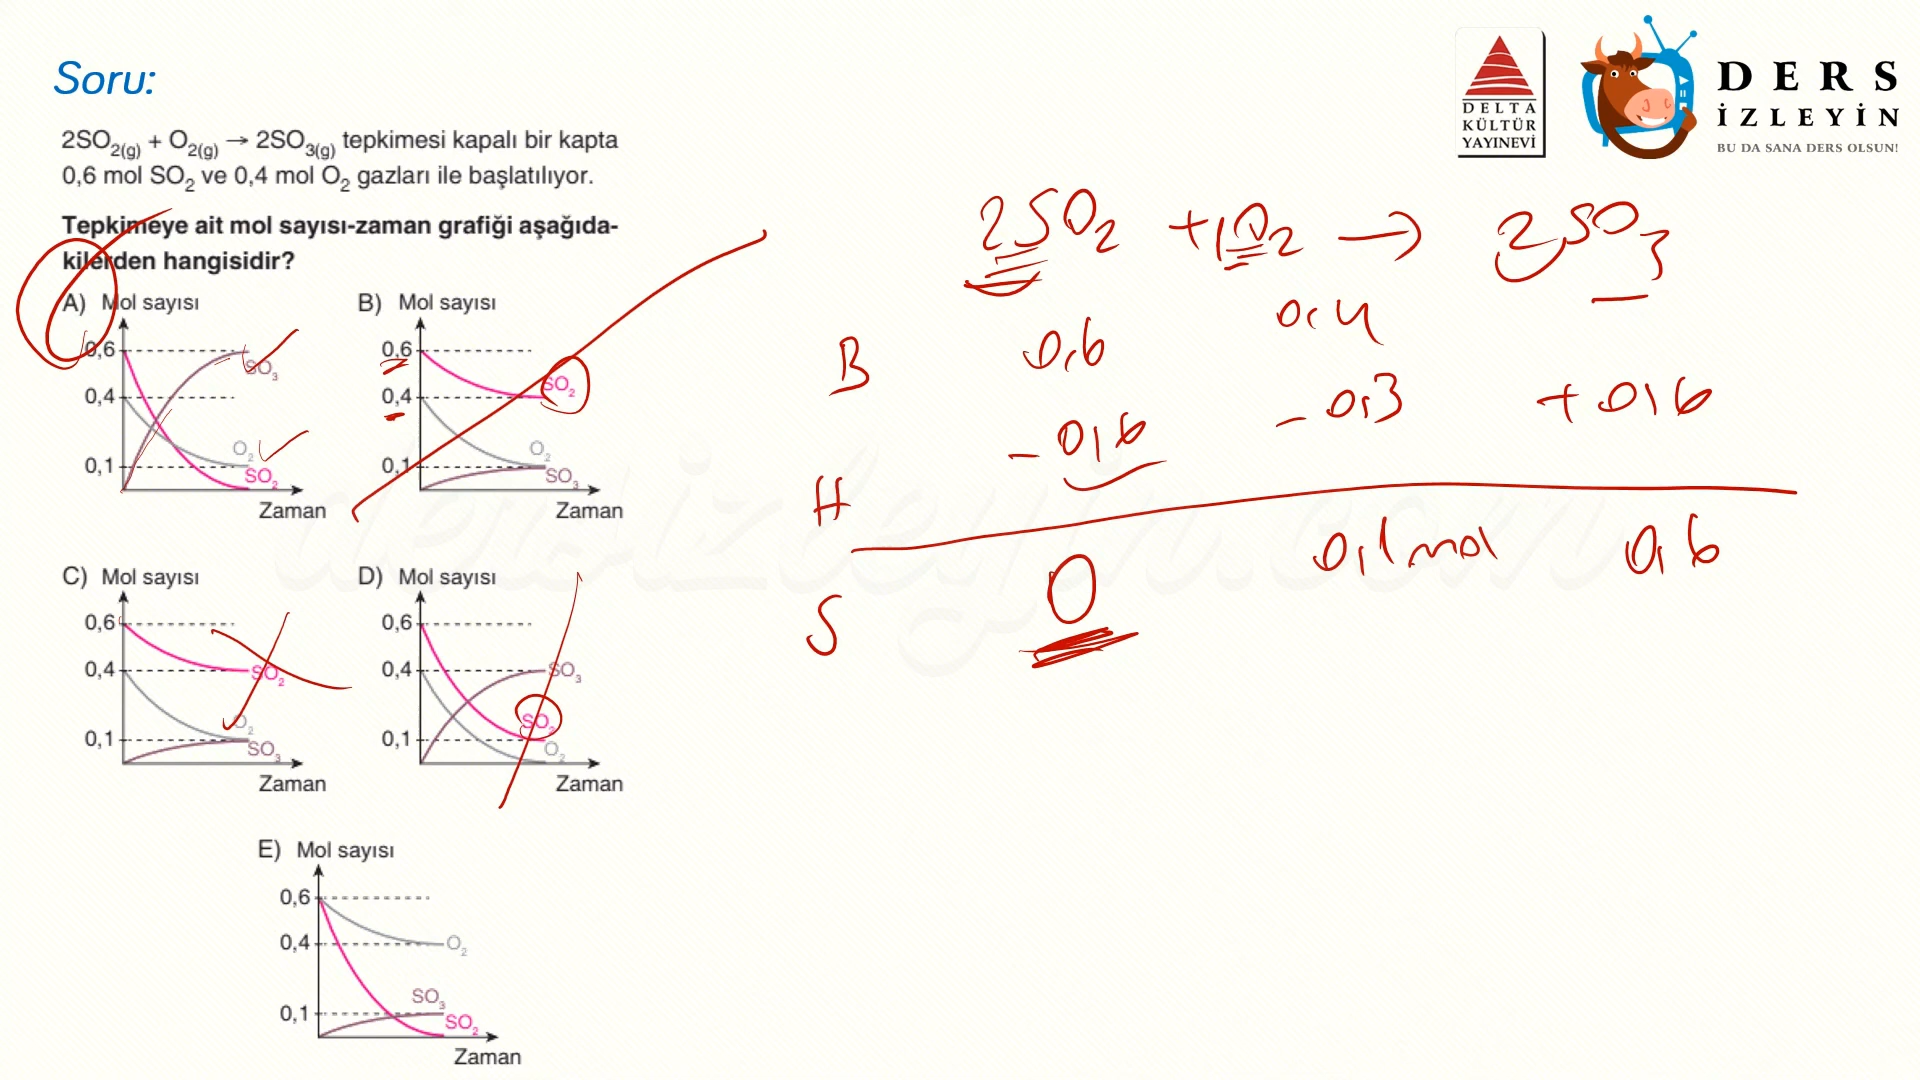 Soru:
DELTA
KÜLTÜR
YAYINEVİ
DERS
İZLEYİN
BU DA SANA DERS OLSUN!
2SO2(g) + O2(g) → 2SO3(g) tepkimesi kapalı bir kapta
0,6 mol SO2 ve 0,4 mol O2 gazları ile başlatılıyor.
Tepkimeye ait mol sayısı-zaman grafiği aşağıda-
kilerden hangisidir?
A) Mol sayısı
0,6
SO3
0,4
O2
0,1
SO2
Zaman
B) Mol sayısı
0,6
SO2
0,4
O2
0,1
SO3
Zaman
C) Mol sayısı
0,6
0,4
SO2
O2
0,1
SO3
Zaman
D) Mol sayısı
0,6
0,4
SO3
SO2
0,1
O2
Zaman
E) Mol sayısı
0,6
0,4
O2
SO3
0,1
SO2
Zaman
2SO2 + 1O2 → 2SO3
B 0,6 0,4
H - 0,6 - 0,3 + 0,6
S 0 0,1 mol 0,6
dersizleyin.com